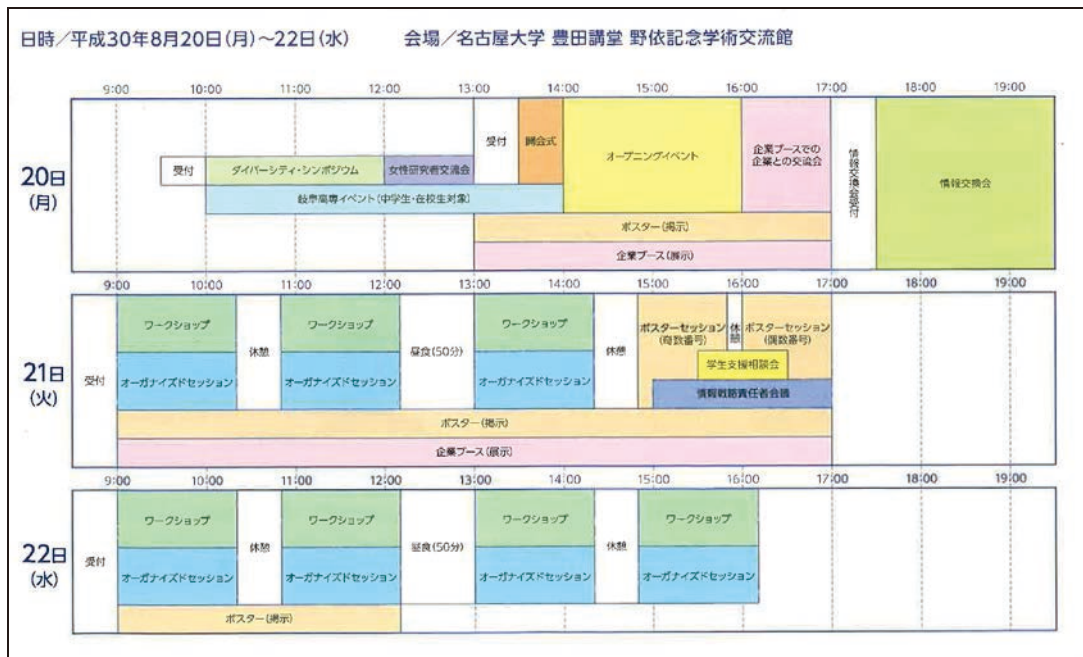 日時/平成30年8月20日(月)~22日(水) 会場/名古屋大学 豊田講堂 野依記念学術交流館
9:00 10:00 11:00 12:00 13:00 14:00 15:00 16:00 17:00 18:00 19:00
20日
(月)
受付
ダイバーシティ・シンポジウム
女性研究者交流会
受付
開会式
オープニングイベント
企業ブースでの
企業との交流会
情報交換会受付
情報交換会
岐阜高専イベント(中学生・在校生対象)
ポスター(掲示)
企業ブース(展示)
9:00 10:00 11:00 12:00 13:00 14:00 15:00 16:00 17:00 18:00 19:00
21日
(火)
受付
ワークショップ
オーガナイズドセッション
休憩
ワークショップ
オーガナイズドセッション
昼食(50分)
ワークショップ
オーガナイズドセッション
休憩
ポスターセッション
(奇数番号)
休憩
ポスターセッション
(偶数番号)
学生支援相談会
情報戦略責任者会議
ポスター(掲示)
企業ブース(展示)
9:00 10:00 11:00 12:00 13:00 14:00 15:00 16:00 17:00 18:00 19:00
22日
(水)
受付
ワークショップ
オーガナイズドセッション
休憩
ワークショップ
オーガナイズドセッション
昼食(50分)
ワークショップ
オーガナイズドセッション
休憩
ワークショップ
オーガナイズドセッション
ポスター(掲示)